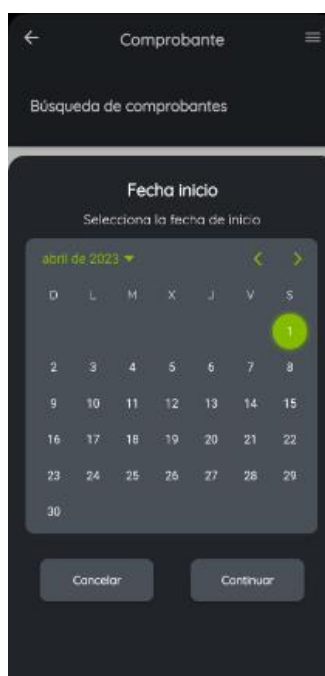 Comprobante
Búsqueda de comprobantes
Fecha inicio
Selecciona la fecha de inicio
abril de 2023
D L M X J V S
1
2 3 4 5 6 7 8
9 10 11 12 13 14 15
16 17 18 19 20 21 22
23 24 25 26 27 28 29
30
Cancelar Continuar